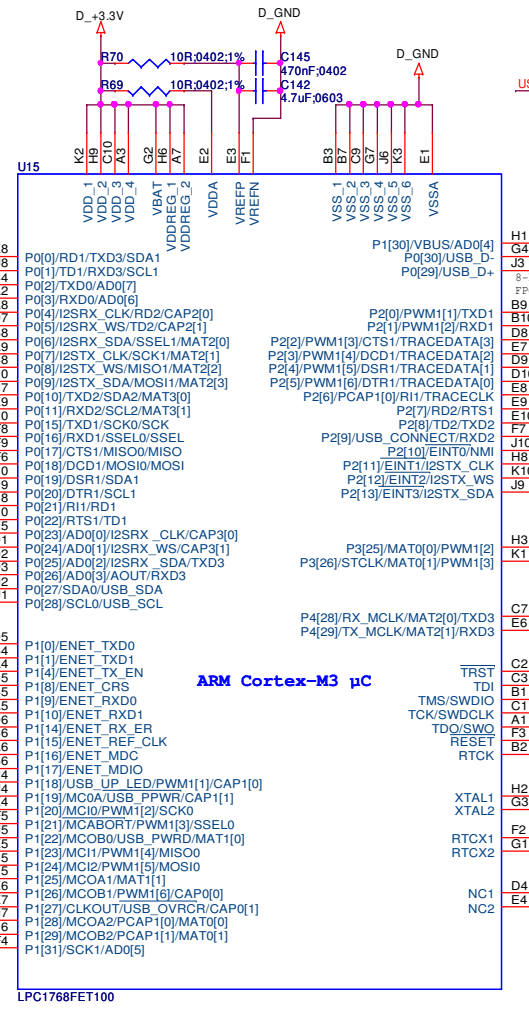 D_+3.3V
D_GND
R70 10R;0402;1% C145
470nF;0402
R69 10R;0402;1% C142
4.7uF;0603
D_GND
K2 H9 C10 A3 G2 H6 A7 E2 E3 F1 B3 B7 C9 G7 J6 K3 E1
U15
VDD_1 VDD_2 VDD_3 VDD_4 VBAT VDDREG_1 VDDREG_2 VDDA VREFP VREFN VSS_1 VSS_2 VSS_3 VSS_4 VSS_5 VSS_6 VSSA
P0[0]/RD1/TXD3/SDA1
P0[1]/TD1/RXD3/SCL1
P0[2]/TXD0/AD0[7]
P0[3]/RXD0/AD0[6]
P0[4]/I2SRX_CLK/RD2/CAP2[0]
P0[5]/I2SRX_WS/TD2/CAP2[1]
P0[6]/I2SRX_SDA/SSEL1/MAT2[0]
P0[7]/I2STX_CLK/SCK1/MAT2[1]
P0[8]/I2STX_WS/MISO1/MAT2[2]
P0[9]/I2STX_SDA/MOSI1/MAT2[3]
P0[10]/TXD2/SDA2/MAT3[0]
P0[11]/RXD2/SCL2/MAT3[1]
P0[15]/TXD1/SCK0/SCK
P0[16]/RXD1/SSEL0/SSEL
P0[17]/CTS1/MISO0/MISO
P0[18]/DCD1/MOSI0/MOSI
P0[19]/DSR1/SDA1
P0[20]/DTR1/SCL1
P0[21]/RI1/RD1
P0[22]/RTS1/TD1
P0[23]/AD0[0]/I2SRX _CLK/CAP3[0]
P0[24]/AD0[1]/I2SRX_WS/CAP3[1]
P0[25]/AD0[2]/I2SRX _SDA/TXD3
P0[26]/AD0[3]/AOUT/RXD3
P0[27]/SDA0/USB_SDA
P0[28]/SCL0/USB_SCL
P1[0]/ENET_TXD0
P1[1]/ENET_TXD1
P1[4]/ENET_TX_EN
P1[8]/ENET_CRS
P1[9]/ENET_RXD0
P1[10]/ENET_RXD1
P1[14]/ENET_RX_ER
P1[15]/ENET_REF_CLK
P1[16]/ENET_MDC
P1[17]/ENET_MDIO
P1[18]/USB_UP_LED/PWM1[1]/CAP1[0]
P1[19]/MC0A/USB_PPWR/CAP1[1]
P1[20]/MCI0/PWM1[2]/SCK0
P1[21]/MCABORT/PWM1[3]/SSEL0
P1[22]/MCOB0/USB_PWRD/MAT1[0]
P1[23]/MCI1/PWM1[4]/MISO0
P1[24]/MCI2/PWM1[5]/MOSI0
P1[25]/MCOA1/MAT1[1]
P1[26]/MCOB1/PWM1[6]/CAP0[0]
P1[27]/CLKOUT/USB_OVRCR/CAP0[1]
P1[28]/MCOA2/PCAP1[0]/MAT0[0]
P1[29]/MCOB2/PCAP1[1]/MAT0[1]
P1[31]/SCK1/AD0[5]
ARM Cortex-M3 µC
P1[30]/VBUS/AD0[4] H1
P0[30]/USB_D- G4
P0[29]/USB_D+ J3
P2[0]/PWM1[1]/TXD1 B9
P2[1]/PWM1[2]/RXD1 B10
P2[2]/PWM1[3]/CTS1/TRACEDATA[3] D8
P2[3]/PWM1[4]/DCD1/TRACEDATA[2] E7
P2[4]/PWM1[5]/DSR1/TRACEDATA[1] D9
P2[5]/PWM1[6]/DTR1/TRACEDATA[0] D10
P2[6]/PCAP1[0]/RI1/TRACECLK E8
P2[7]/RD2/RTS1 E9
P2[8]/TD2/TXD2 E10
P2[9]/USB_CONNECT/RXD2 F7
P2[10]/EINT0/NMI J10
P2[11]/EINT1/I2STX_CLK H8
P2[12]/EINT2/I2STX_WS K10
P2[13]/EINT3/I2STX_SDA J9
P3[25]/MAT0[0]/PWM1[2] H3
P3[26]/STCLK/MAT0[1]/PWM1[3] K1
P4[28]/RX_MCLK/MAT2[0]/TXD3 C7
P4[29]/TX_MCLK/MAT2[1]/RXD3 E6
TRST C2
TDI C3
TMS/SWDIO B1
TCK/SWDCLK C1
TDO/SWO A1
RESET F3
RTCK B2
XTAL1 H2
XTAL2 G3
RTCX1 F2
RTCX2 G1
NC1 D4
NC2 E4
LPC1768FET100